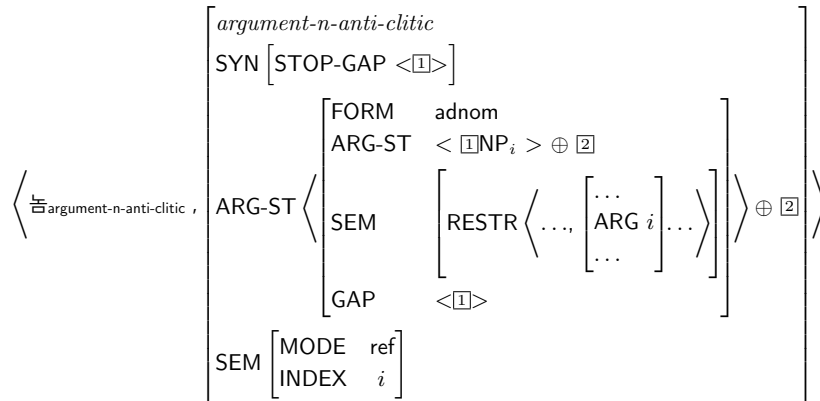 argument-n-anti-clitic
SYN [STOP-GAP <1>]
FORM adnom
ARG-ST < 1NPi > ⊕ 2
⟨ 놈argument-n-anti-clitic , ARG-ST ⟨ SEM [RESTR ⟨ ..., [... ARG i ...] ... ⟩] ⟩ ⊕ 2 ⟩
GAP <1>
SEM [MODE ref
INDEX i]